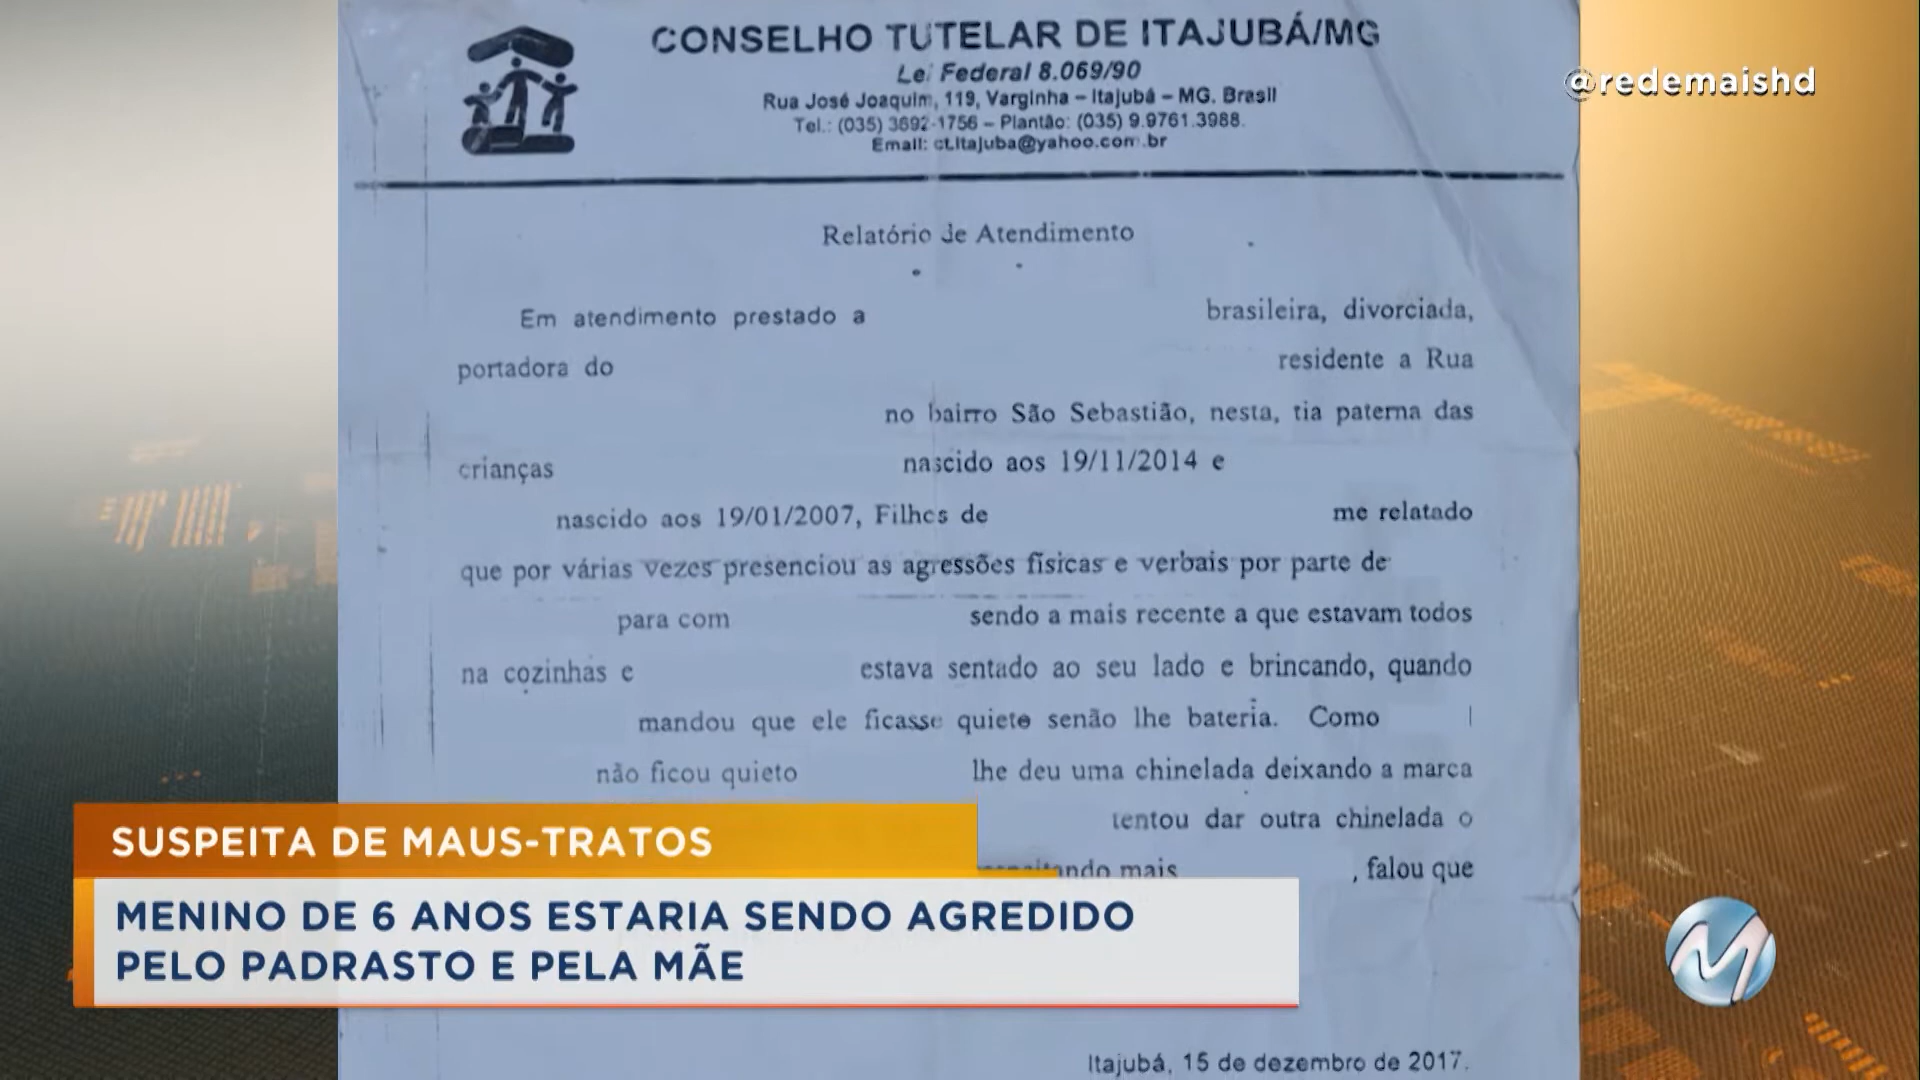 CONSELHO TUTELAR DE ITAJUBÁ/MG
Lei Federal 8.069/90
@redemaishd
Rua José Joaquim, 119, Varginha – Itajubá – MG. Brasil
Tel.: (035) 3692-1756 – Plantão: (035) 9.9761.3988.
Email: ct.itajuba@yahoo.com.br
Relatório de Atendimento
Em atendimento prestado a brasileira, divorciada,
portadora do residente a Rua
no bairro São Sebastião, nesta, tia paterna das
crianças nascido aos 19/11/2014 e
nascido aos 19/01/2007, Filhos de me relatado
que por várias vezes presenciou as agressões físicas e verbais por parte de
para com sendo a mais recente a que estavam todos
na cozinhas e estava sentado ao seu lado e brincando, quando
mandou que ele ficasse quieto senão lhe bateria. Como
não ficou quieto lhe deu uma chinelada deixando a marca
tentou dar outra chinelada o
mais , falou que
SUSPEITA DE MAUS-TRATOS
MENINO DE 6 ANOS ESTARIA SENDO AGREDIDO
PELO PADRASTO E PELA MÃE
Itajubá, 15 de dezembro de 2017.